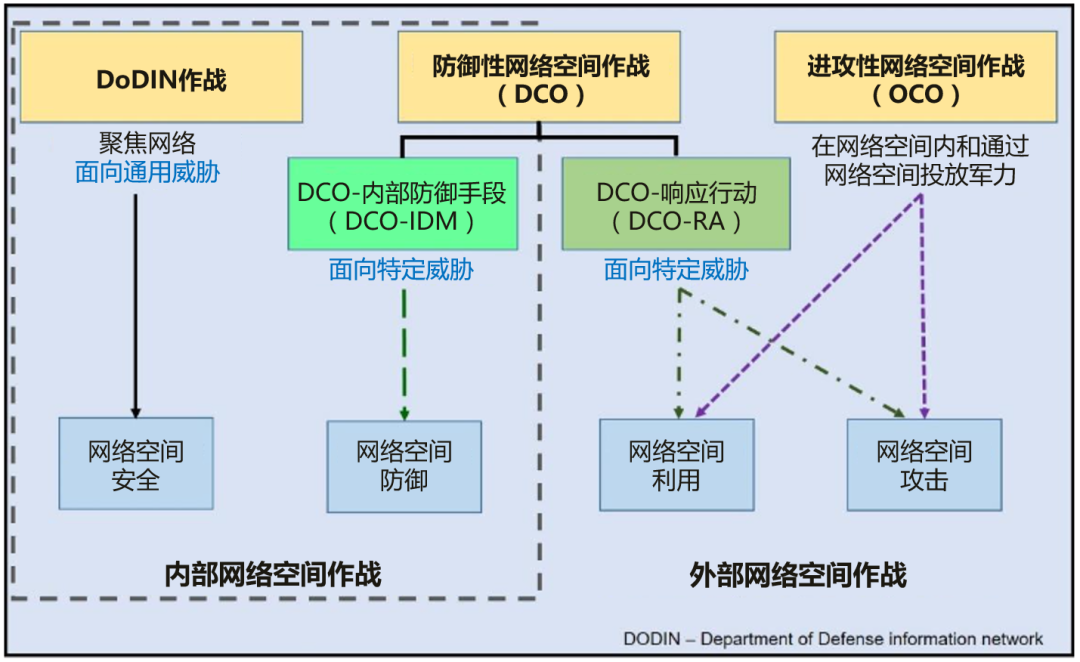 DoDIN作战
防御性网络空间作战
（DCO）
进攻性网络空间作战
（OCO）
聚焦网络
面向通用威胁
在网络空间内和通过
网络空间投放军力
DCO-内部防御手段
（DCO-IDM）
DCO-响应行动
（DCO-RA）
面向特定威胁
面向特定威胁
网络空间
安全
网络空间
防御
网络空间
利用
网络空间
攻击
内部网络空间作战
外部网络空间作战
DODIN – Department of Defense information network